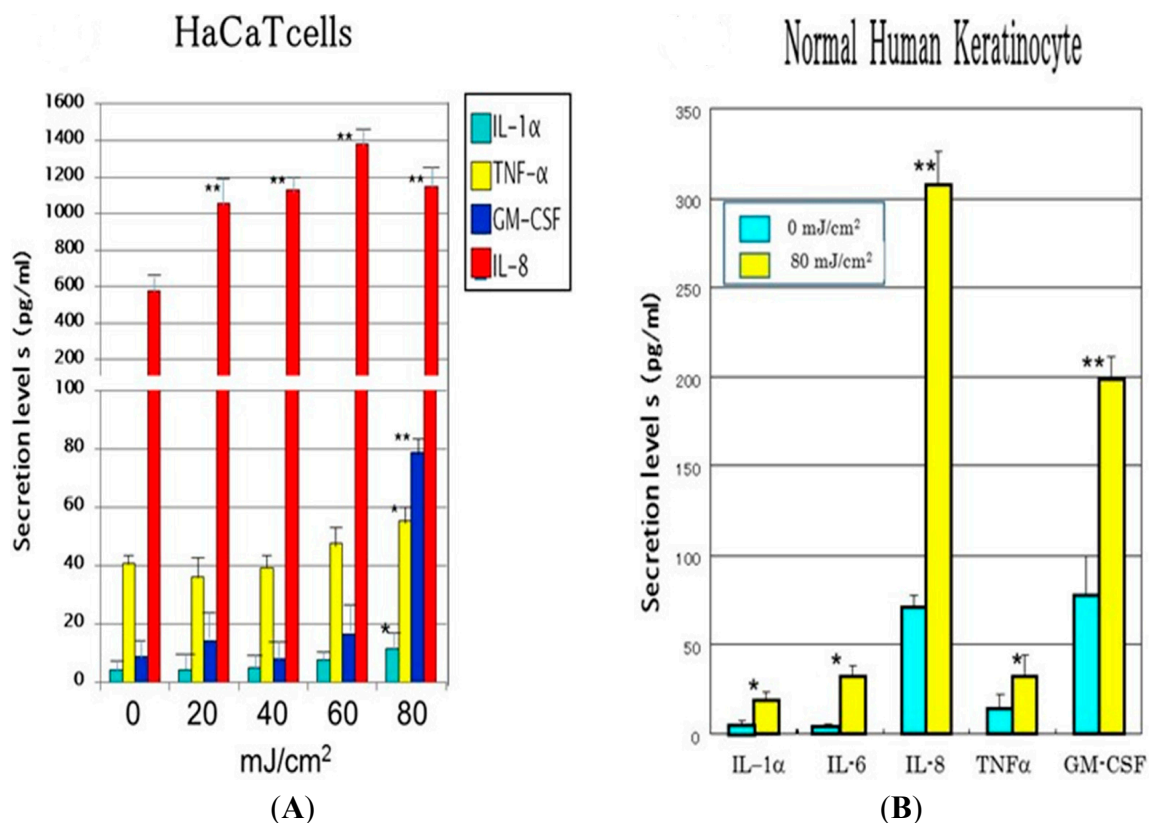 HaCaTcells
Secretion level s (pg/ml)
1600
1400
1200
1000
800
600
400
200
100
80
60
40
20
0
**
**
**
**
**
*
*
IL-1α
TNF-α
GM-CSF
IL-8
0 20 40 60 80
mJ/cm²
(A)
Normal Human Keratinocyte
Secretion level s (pg/ml)
350
300
250
200
150
100
50
0
0 mJ/cm²
80 mJ/cm²
*
*
**
*
**
IL-1α IL-6 IL-8 TNFα GM-CSF
(B)